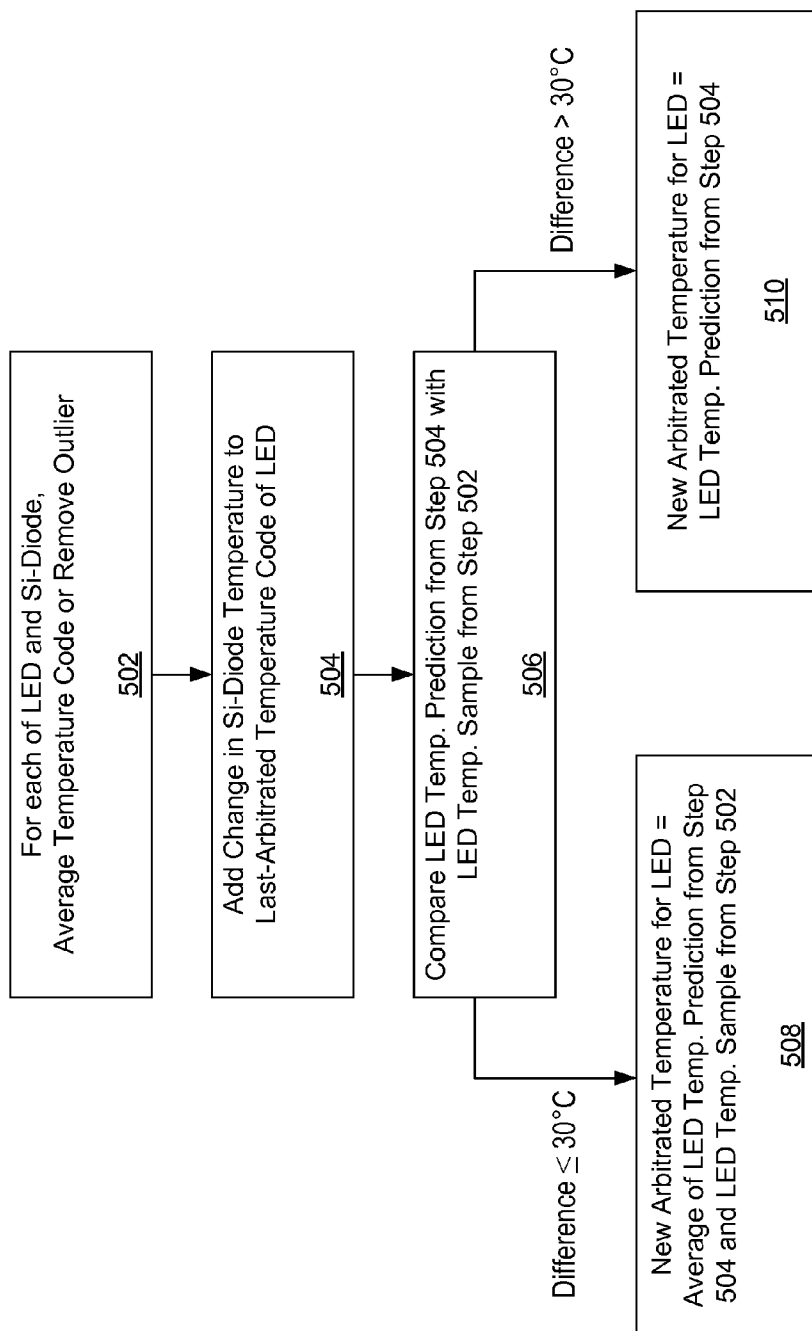 For each of LED and Si-Diode,
Average Temperature Code or Remove Outlier
502
Add Change in Si-Diode Temperature to
Last-Arbitrated Temperature Code of LED
504
Compare LED Temp. Prediction from Step 504 with
LED Temp. Sample from Step 502
506
Difference ≤ 30°C
Difference > 30°C
New Arbitrated Temperature for LED =
Average of LED Temp. Prediction from Step
504 and LED Temp. Sample from Step 502
508
New Arbitrated Temperature for LED =
LED Temp. Prediction from Step 504
510